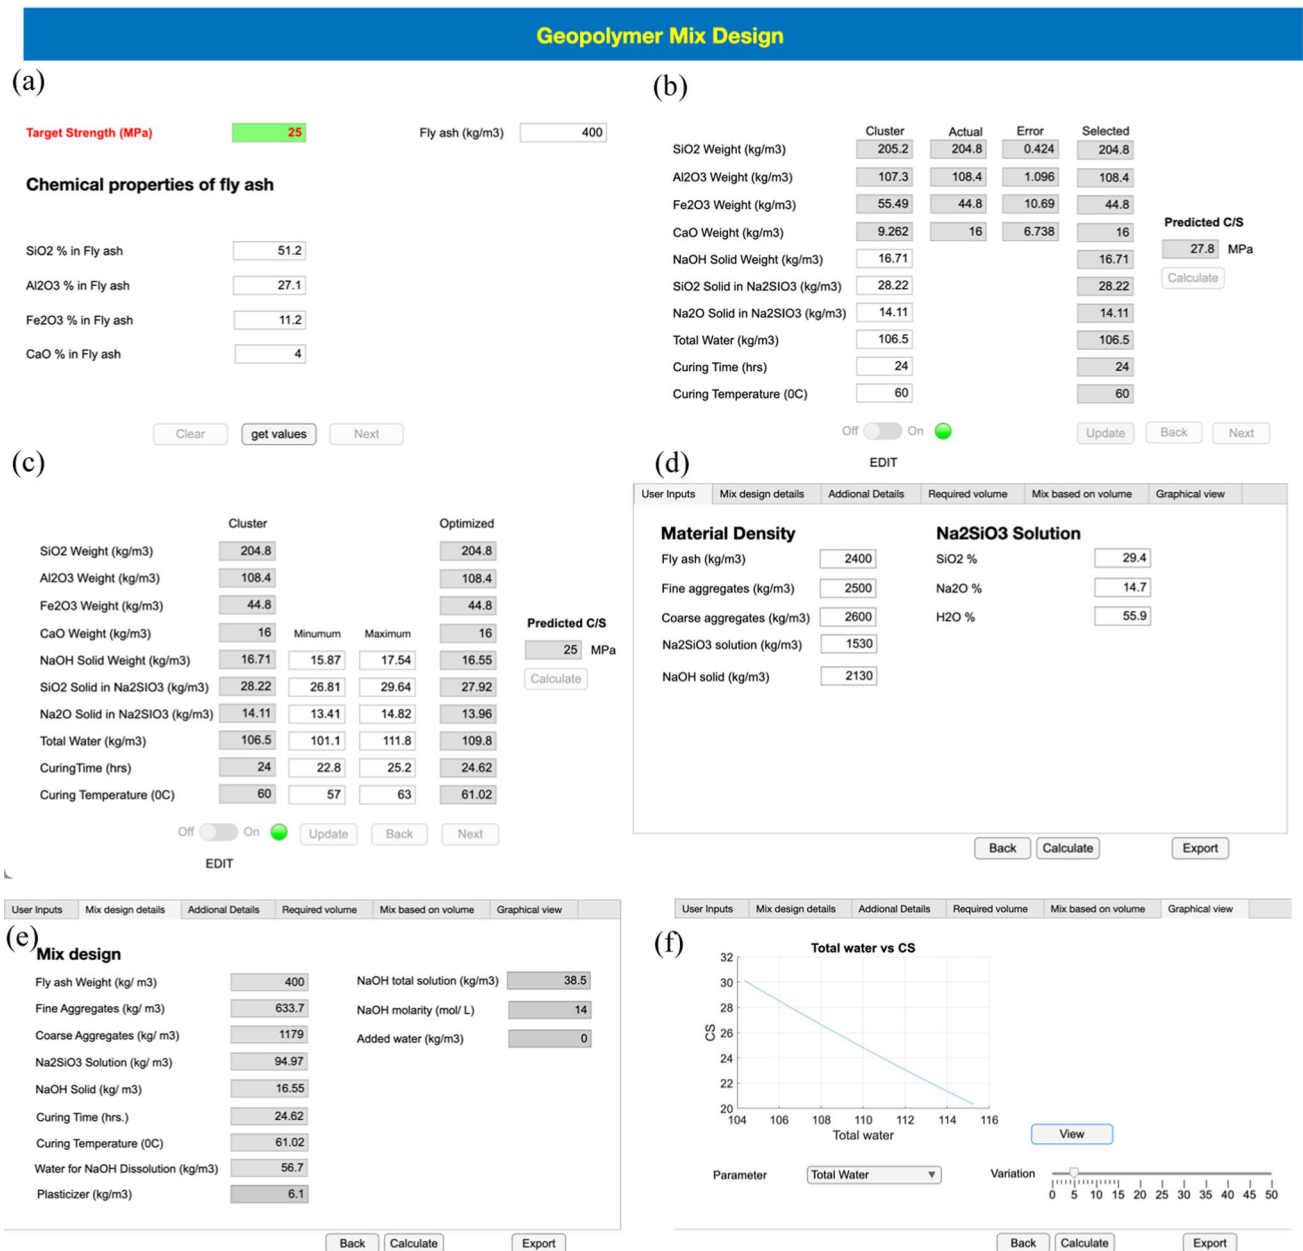 Geopolymer Mix Design
(a)
Target Strength (MPa) 25 Fly ash (kg/m3) 400
Chemical properties of fly ash
SiO2 % in Fly ash 51.2
Al2O3 % in Fly ash 27.1
Fe2O3 % in Fly ash 11.2
CaO % in Fly ash 4
Clear get values Next
(b)
Cluster Actual Error Selected
SiO2 Weight (kg/m3) 205.2 204.8 0.424 204.8
Al2O3 Weight (kg/m3) 107.3 108.4 1.096 108.4
Fe2O3 Weight (kg/m3) 55.49 44.8 10.69 44.8
CaO Weight (kg/m3) 9.262 16 6.738 16
NaOH Solid Weight (kg/m3) 16.71 16.71
SiO2 Solid in Na2SIO3 (kg/m3) 28.22 28.22
Na2O Solid in Na2SIO3 (kg/m3) 14.11 14.11
Total Water (kg/m3) 106.5 106.5
Curing Time (hrs) 24 24
Curing Temperature (0C) 60 60
Predicted C/S
27.8 MPa
Calculate
Off On Update Back Next
EDIT
(c)
Cluster Optimized
SiO2 Weight (kg/m3) 204.8 204.8
Al2O3 Weight (kg/m3) 108.4 108.4
Fe2O3 Weight (kg/m3) 44.8 44.8
CaO Weight (kg/m3) 16 Minumum Maximum 16
NaOH Solid Weight (kg/m3) 16.71 15.87 17.54 16.55
SiO2 Solid in Na2SIO3 (kg/m3) 28.22 26.81 29.64 27.92
Na2O Solid in Na2SIO3 (kg/m3) 14.11 13.41 14.82 13.96
Total Water (kg/m3) 106.5 101.1 111.8 109.8
CuringTime (hrs) 24 22.8 25.2 24.62
Curing Temperature (0C) 60 57 63 61.02
Predicted C/S
25 MPa
Calculate
Off On Update Back Next
EDIT
(d)
User Inputs Mix design details Addional Details Required volume Mix based on volume Graphical view
Material Density Na2SiO3 Solution
Fly ash (kg/m3) 2400 SiO2 % 29.4
Fine aggregates (kg/m3) 2500 Na2O % 14.7
Coarse aggregates (kg/m3) 2600 H2O % 55.9
Na2SiO3 solution (kg/m3) 1530
NaOH solid (kg/m3) 2130
Back Calculate Export
User Inputs Mix design details Addional Details Required volume Mix based on volume Graphical view
(e)
Mix design
Fly ash Weight (kg/ m3) 400 NaOH total solution (kg/m3) 38.5
Fine Aggregates (kg/ m3) 633.7 NaOH molarity (mol/ L) 14
Coarse Aggregates (kg/ m3) 1179 Added water (kg/m3) 0
Na2SiO3 Solution (kg/ m3) 94.97
NaOH Solid (kg/ m3) 16.55
Curing Time (hrs.) 24.62
Curing Temperature (0C) 61.02
Water for NaOH Dissolution (kg/m3) 56.7
Plasticizer (kg/m3) 6.1
Back Calculate Export
User Inputs Mix design details Addional Details Required volume Mix based on volume Graphical view
(f)
Total water vs CS
32
30
28
26
24
22
20
CS
104 106 108 110 112 114 116
Total water
View
Parameter Total Water Variation
0 5 10 15 20 25 30 35 40 45 50
Back Calculate Export